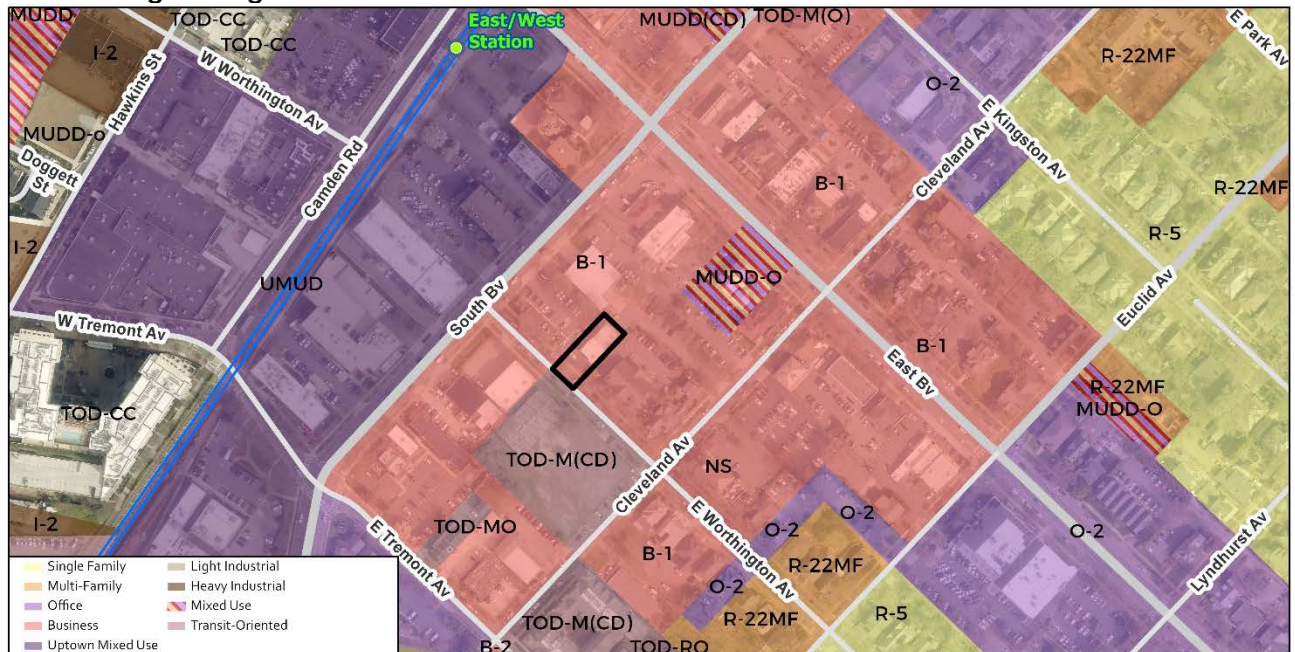 MUDD
TOD-CC
I-2
TOD-CC
W Worthington Av
Hawkins St
MUDD-o
Doggett
St
I-2
Camden Rd
East/West
Station
MUDD(CD)
TOD-M(O)
E Park Av
R-22MF
O-2
Cleveland Av
E Kingston Av
R-22MF
B-1
R-5
UMUD
South Bv
B-1
MUDD-O
Euclid Av
W Tremont Av
B-1
East Bv
R-22MF
MUDD-O
TOD-CC
TOD-M(CD)
Cleveland Av
NS
TOD-MO
I-2
O-2
O-2
O-2
E Worthington Av
Lyndhurst Av
E Tremont Av
B-1
R-22MF
O-2
TOD-M(CD)
R-22MF
R-5
B-2
TOD-RO
Single Family
Light Industrial
Multi-Family
Heavy Industrial
Office
Mixed Use
Business
Transit-Oriented
Uptown Mixed Use